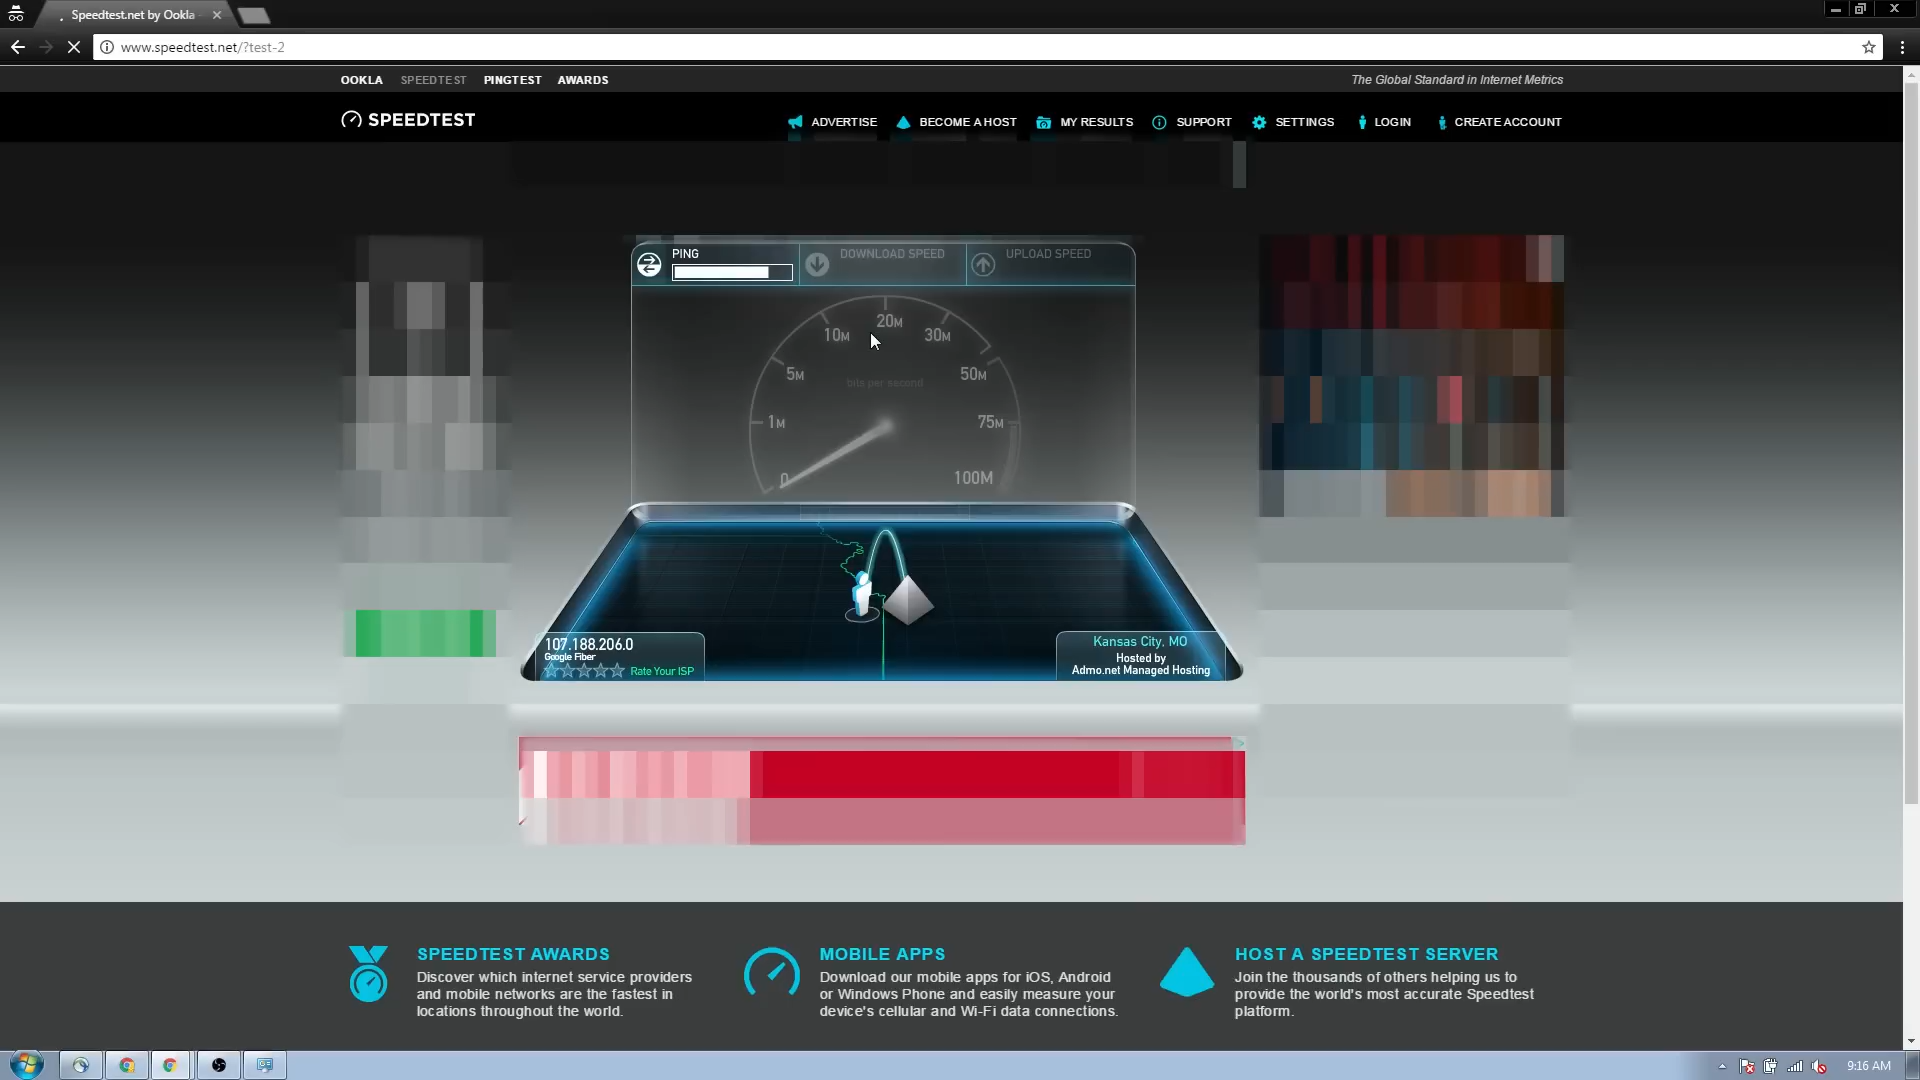 Speedtest.net by Ookla
www.speedtest.net/?test-2
OOKLA SPEEDTEST PINGTEST AWARDS
The Global Standard in Internet Metrics
SPEEDTEST
ADVERTISE BECOME A HOST MY RESULTS SUPPORT SETTINGS LOGIN CREATE ACCOUNT
PING DOWNLOAD SPEED UPLOAD SPEED
20M
10M 30M
bits per second
5M 50M
1M 75M
0 100M
107.188.206.0
Google Fiber
Rate Your ISP
Kansas City, MO
Hosted by
Admo.net Managed Hosting
SPEEDTEST AWARDS
Discover which internet service providers
and mobile networks are the fastest in
locations throughout the world.
MOBILE APPS
Download our mobile apps for iOS, Android
or Windows Phone and easily measure your
device's cellular and Wi-Fi data connections.
HOST A SPEEDTEST SERVER
Join the thousands of others helping us to
provide the world's most accurate Speedtest
platform.
9:16 AM